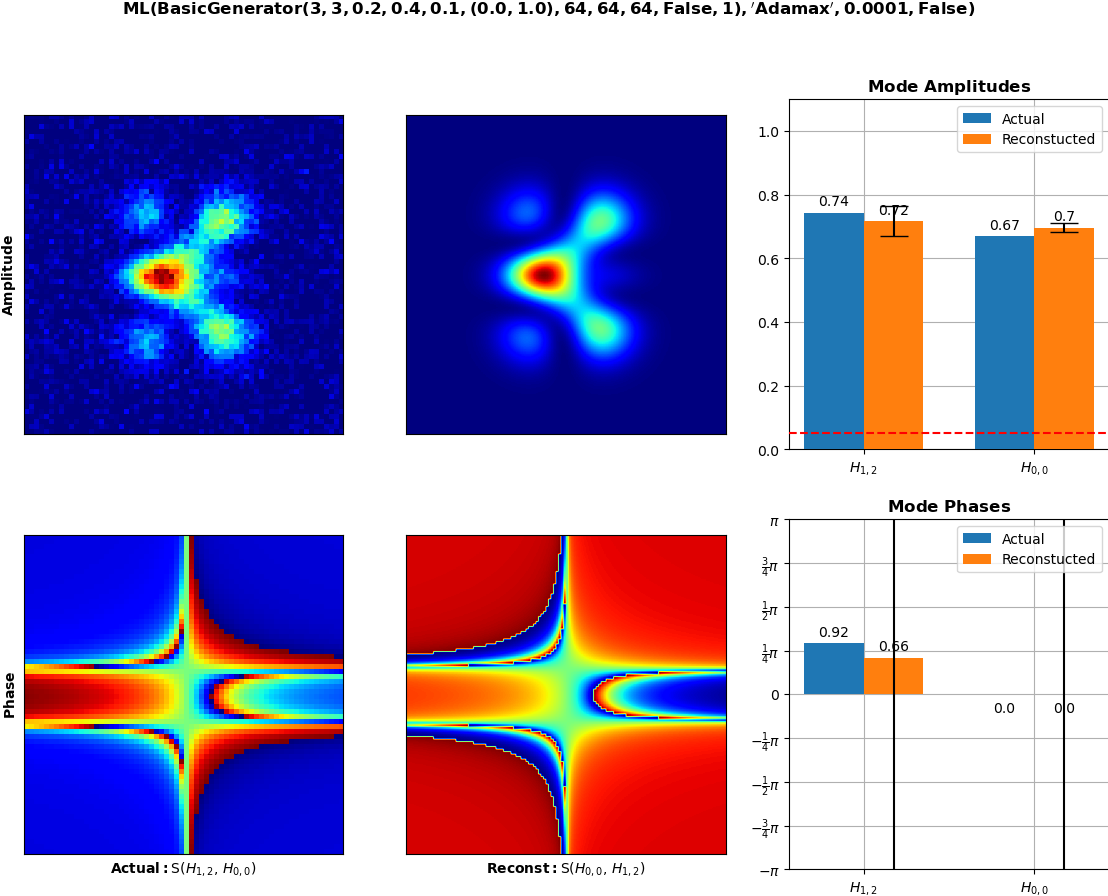 ML(BasicGenerator(3, 3, 0.2, 0.4, 0.1, (0.0, 1.0), 64, 64, 64, False, 1), 'Adamax', 0.0001, False)
Amplitude
Mode Amplitudes
Actual
Reconstucted
1.0
0.8
0.6
0.4
0.2
0.0
0.74
0.72
0.67
0.7
H1,2
H0,0
Phase
Actual: S(H1,2, H0,0)
Reconst: S(H0,0, H1,2)
Mode Phases
Actual
Reconstucted
π
3/4π
1/2π
1/4π
0
−1/4π
−1/2π
−3/4π
−π
0.92
0.66
0.0
0.0
H1,2
H0,0